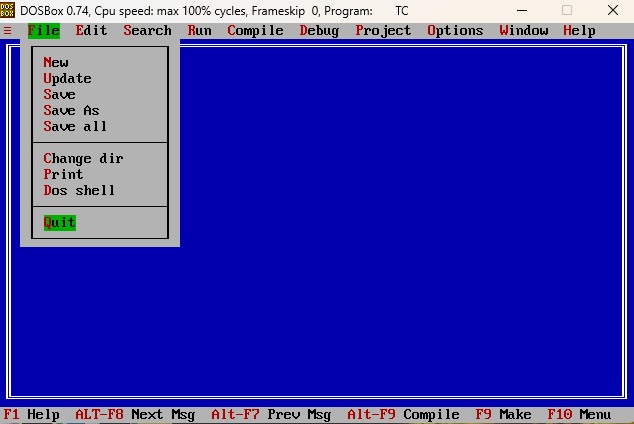 DOS BOX
DOSBox 0.74, Cpu speed: max 100% cycles, Frameskip 0, Program: TC
≡ File Edit Search Run Compile Debug Project Options Window Help
New
Update
Save
Save As
Save all
Change dir
Print
Dos shell
Quit
F1 Help ALT-F8 Next Msg Alt-F7 Prev Msg Alt-F9 Compile F9 Make F10 Menu